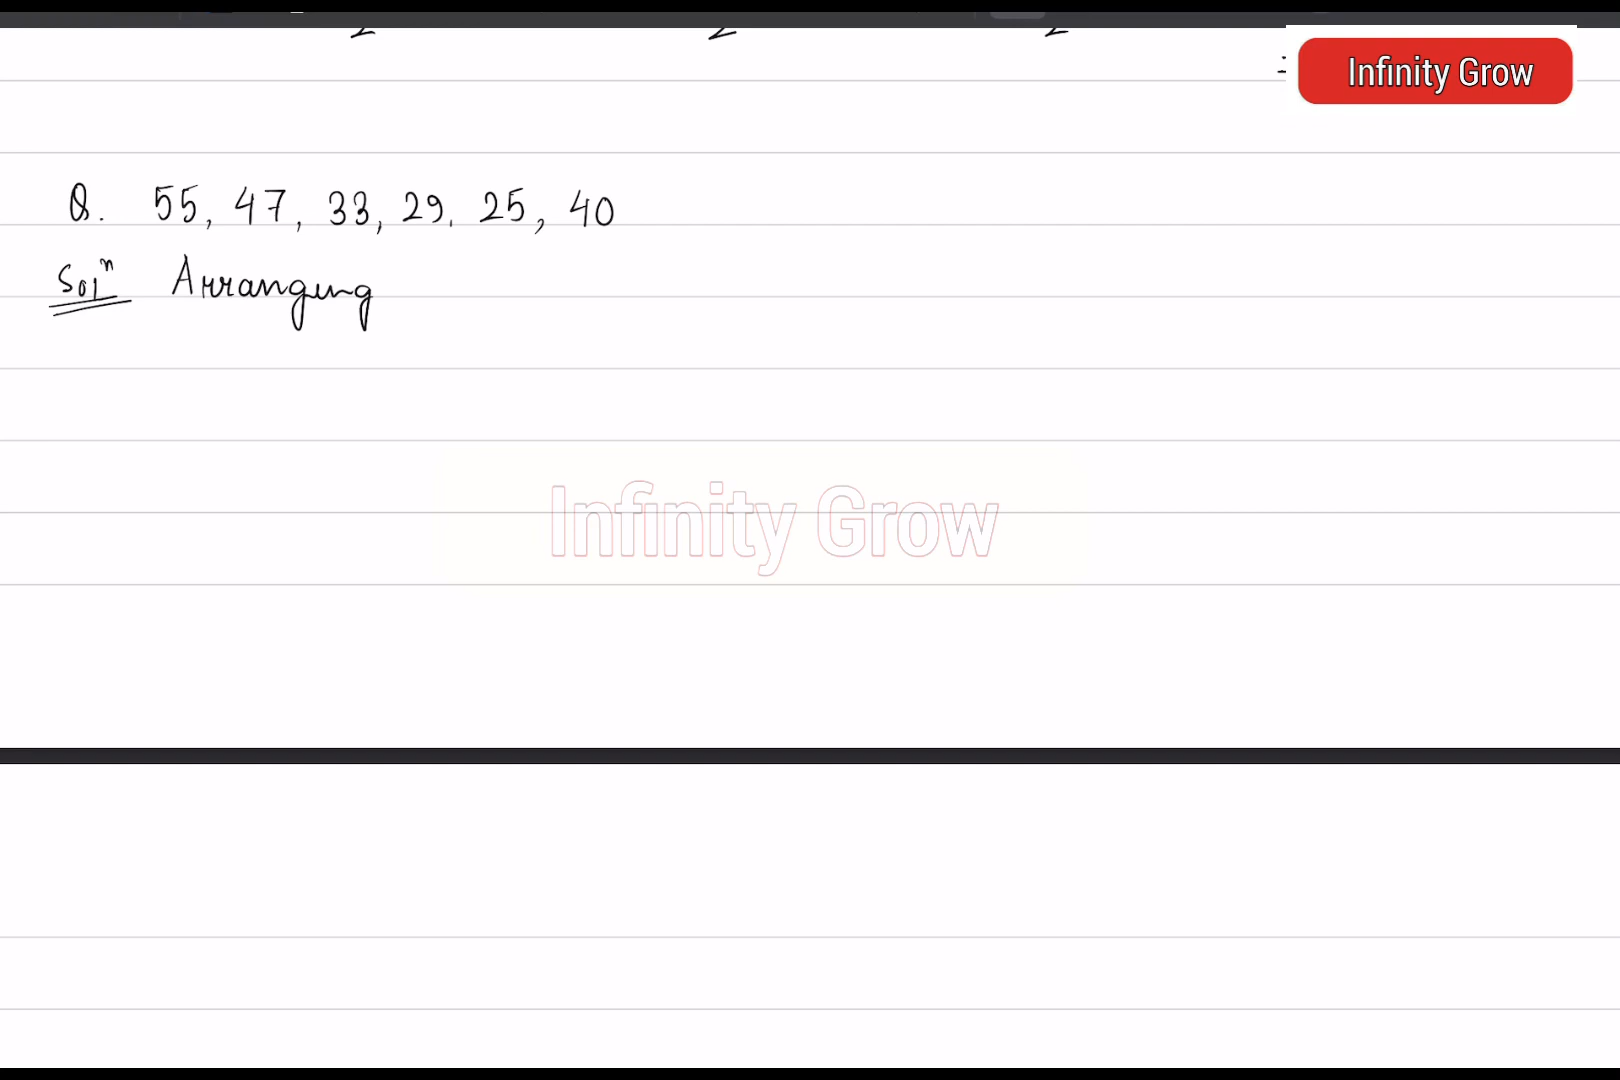 Infinity Grow
Q. 55, 47, 33, 29, 25, 40
Solⁿ Arranging
Infinity Grow